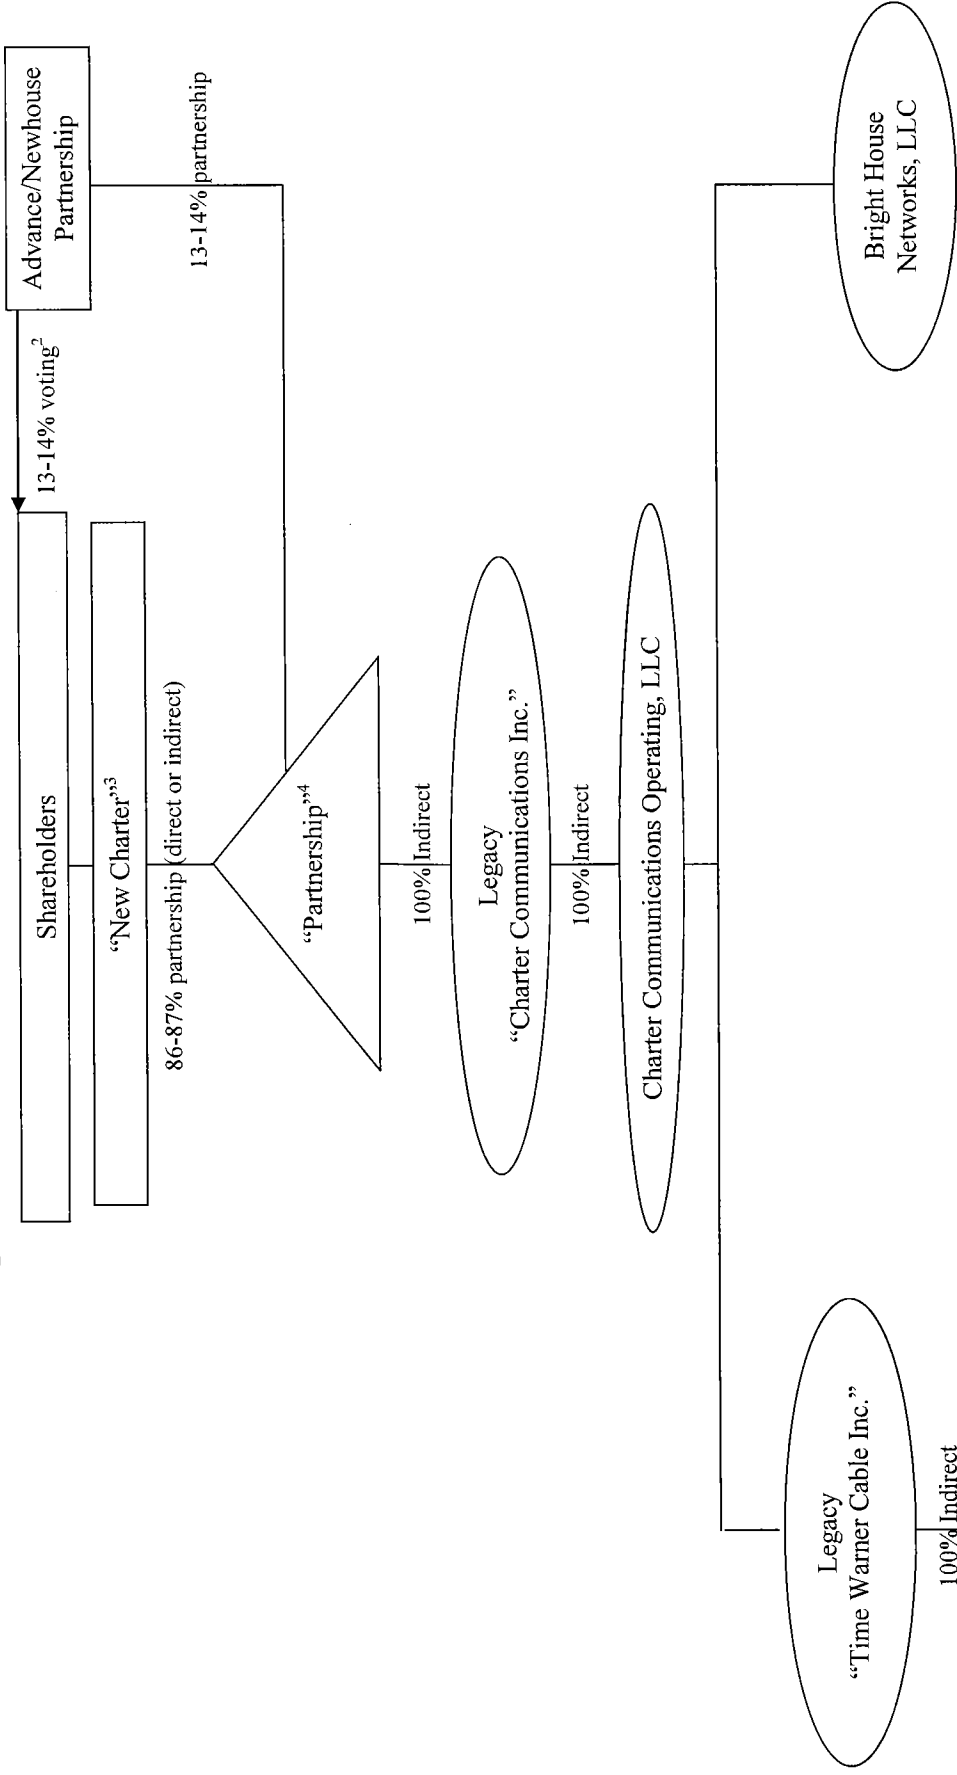 Shareholders
13-14% voting²
Advance/Newhouse
Partnership
“New Charter”³
86-87% partnership (direct or indirect)
13-14% partnership
“Partnership”⁴
100% Indirect
Legacy
“Charter Communications Inc.”
100% Indirect
Charter Communications Operating, LLC
Legacy
“Time Warner Cable Inc.”
100% Indirect
Bright House
Networks, LLC